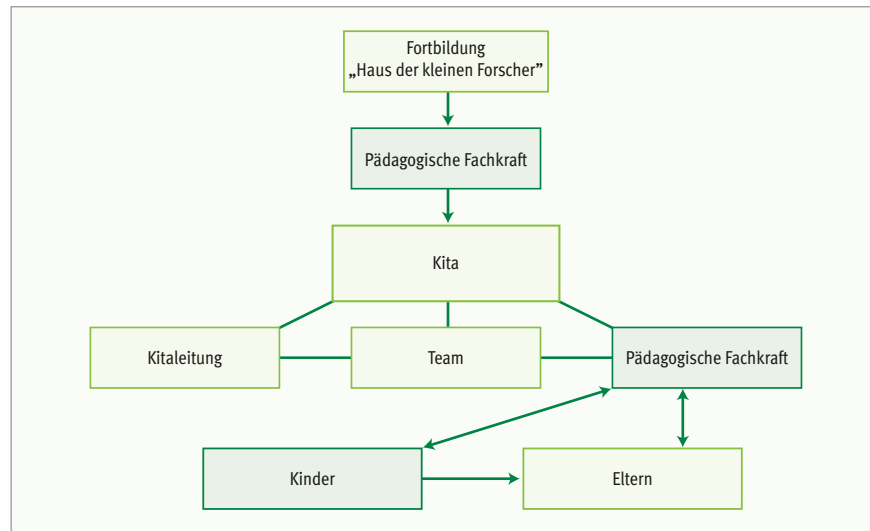 Fortbildung
„Haus der kleinen Forscher”
Pädagogische Fachkraft
Kita
Kitaleitung
Team
Pädagogische Fachkraft
Kinder
Eltern